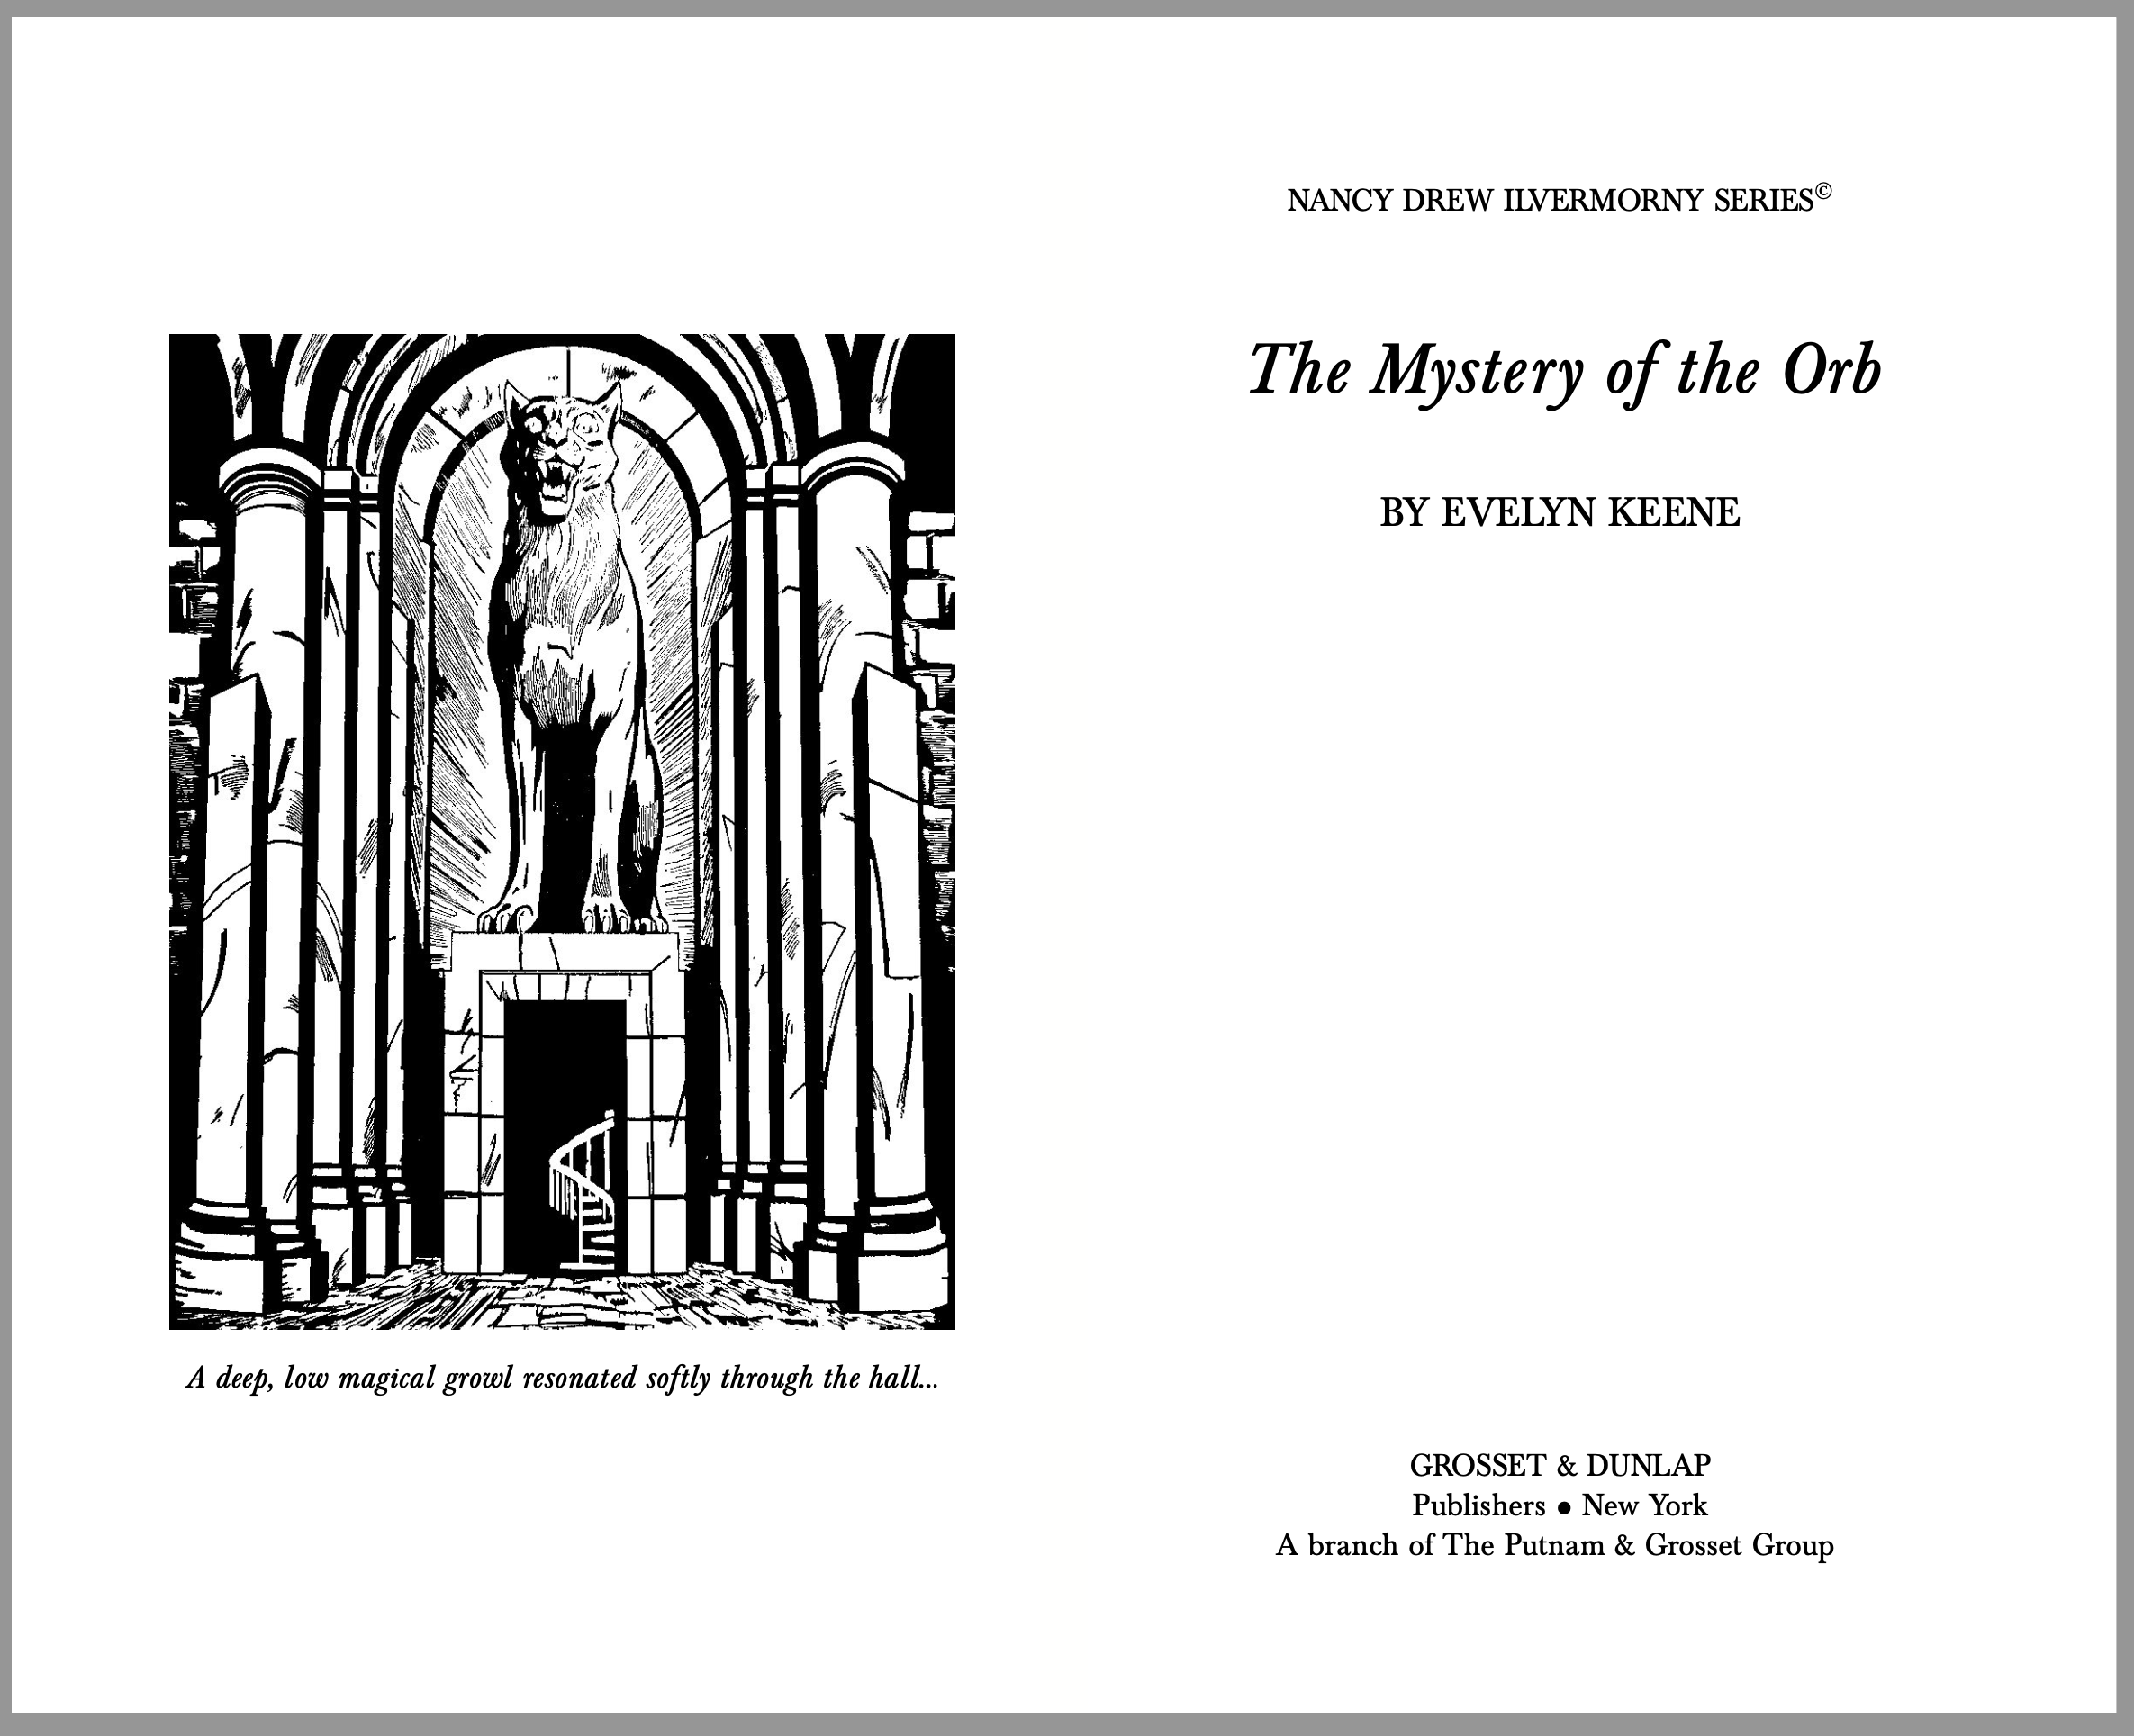 A deep, low magical growl resonated softly through the hall...
NANCY DREW ILVERMORNY SERIES©
The Mystery of the Orb
BY EVELYN KEENE
GROSSET & DUNLAP
Publishers ● New York
A branch of The Putnam & Grosset Group